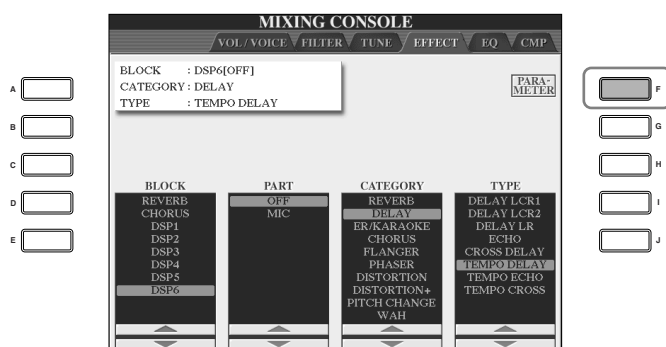 MIXING CONSOLE
VOL/VOICE FILTER TUNE EFFECT EQ CMP
BLOCK : DSP6[OFF]
CATEGORY : DELAY
TYPE : TEMPO DELAY
PARA-
METER
A
B
C
D
E
F
G
H
I
J
BLOCK
REVERB
CHORUS
DSP1
DSP2
DSP3
DSP4
DSP5
DSP6
PART
OFF
MIC
CATEGORY
REVERB
DELAY
ER/KARAOKE
CHORUS
FLANGER
PHASER
DISTORTION
DISTORTION+
PITCH CHANGE
WAH
TYPE
DELAY LCR1
DELAY LCR2
DELAY LR
ECHO
CROSS DELAY
TEMPO DELAY
TEMPO ECHO
TEMPO CROSS